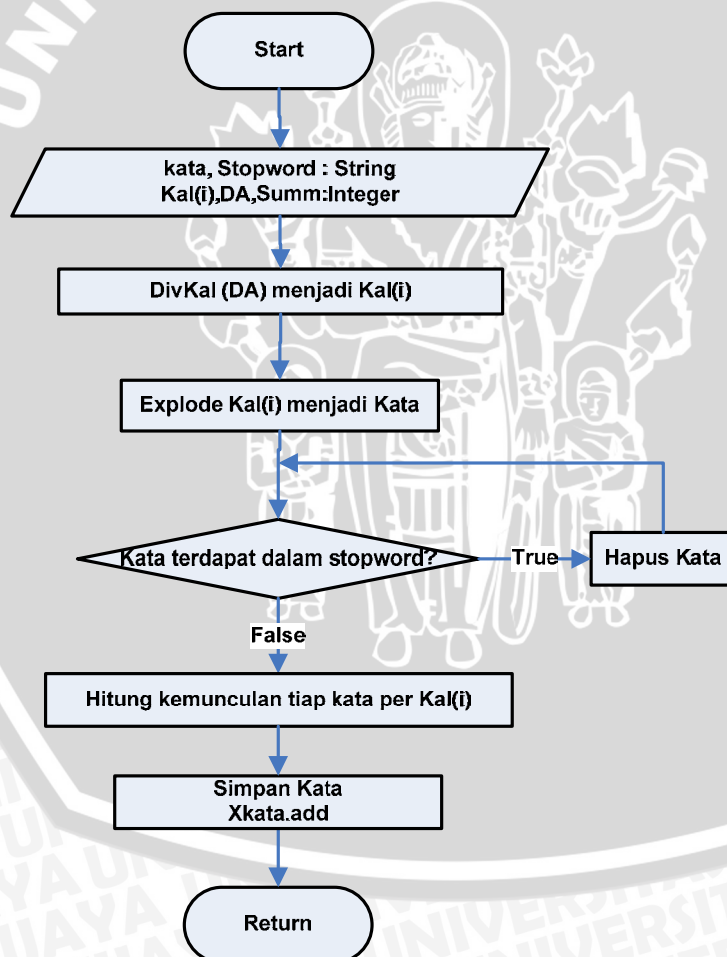 UNI
Start
kata, Stopword : String
Kal(i),DA,Summ:Integer
DivKal (DA) menjadi Kal(i)
Explode Kal(i) menjadi Kata
Kata terdapat dalam stopword?
True
Hapus Kata
False
Hitung kemunculan tiap kata per Kal(i)
Simpan Kata
Xkata.add
Return